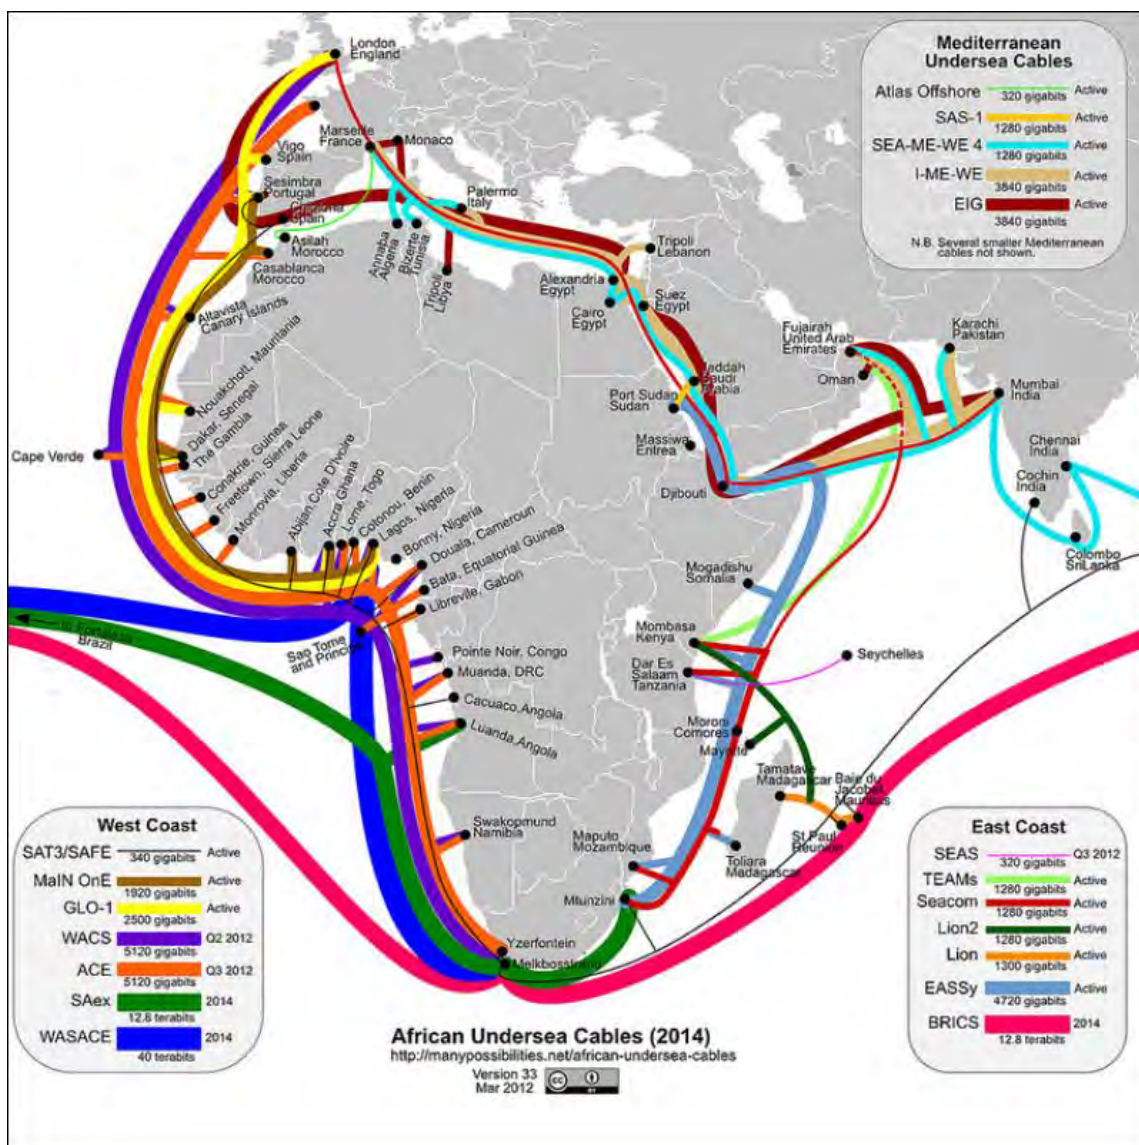 London
England
Marseille
France
Monaco
Vigo
Spain
Sesimbra
Portugal
Spain
Asilah
Morocco
Casablanca
Morocco
Annaba
Algeria
Bizerte
Tunisia
Palermo
Italy
Tripoli
Libya
Tripoli
Lebanon
Alexandria
Egypt
Cairo
Egypt
Suez
Egypt
Altavista
Canary Islands
Nouakchott, Mauritania
Dakar, Senegal
The Gambia
Cape Verde
Conakrie, Guinea
Freetown, Sierra Leone
Monrovia, Liberia
Abijan, Cote D'Ivoire
Accra, Ghana
Lome, Togo
Cotonou, Benin
Lagos, Nigeria
Bonny, Nigeria
Douala, Cameroun
Bata, Equatorial Guinea
Libreville, Gabon
Sao Tome
and Principe
to Fortaleza
Brazil
Pointe Noir, Congo
Muanda, DRC
Cacuaco, Angola
Luanda, Angola
Swakopmund
Namibia
Yzerfontein
Melkbosstrand
Jeddah
Saudi
Arabia
Port Sudan
Sudan
Massiwa
Eritrea
Djibouti
Fujairah
United Arab
Emirates
Oman
Karachi
Pakistan
Mumbai
India
Chennai
India
Cochin
India
Colombo
SriLanka
Mogadishu
Somalia
Mombasa
Kenya
Dar Es
Salaam
Tanzania
Seychelles
Moroni
Comores
Mayotte
Tamatave
Madagascar
Baie du
Jacobet,
Mauritius
St Paul
Reunion
Toliara
Madagascar
Maputo
Mozambique
Mtunzini
Mediterranean
Undersea Cables
Atlas Offshore 320 gigabits Active
SAS-1 1280 gigabits Active
SEA-ME-WE 4 1280 gigabits Active
I-ME-WE 3840 gigabits Active
EIG 3840 gigabits Active
N.B. Several smaller Mediterranean
cables not shown.
West Coast
SAT3/SAFE 340 gigabits Active
MaIN OnE 1920 gigabits Active
GLO-1 2500 gigabits Active
WACS 5120 gigabits Q2 2012
ACE 5120 gigabits Q3 2012
SAex 12.8 terabits 2014
WASACE 40 terabits 2014
East Coast
SEAS 320 gigabits Q3 2012
TEAMs 1280 gigabits Active
Seacom 1280 gigabits Active
Lion2 1280 gigabits Active
Lion 1300 gigabits Active
EASSy 4720 gigabits Active
BRICS 12.8 terabits 2014
African Undersea Cables (2014)
http://manypossibilities.net/african-undersea-cables
Version 33
Mar 2012
cc
BY